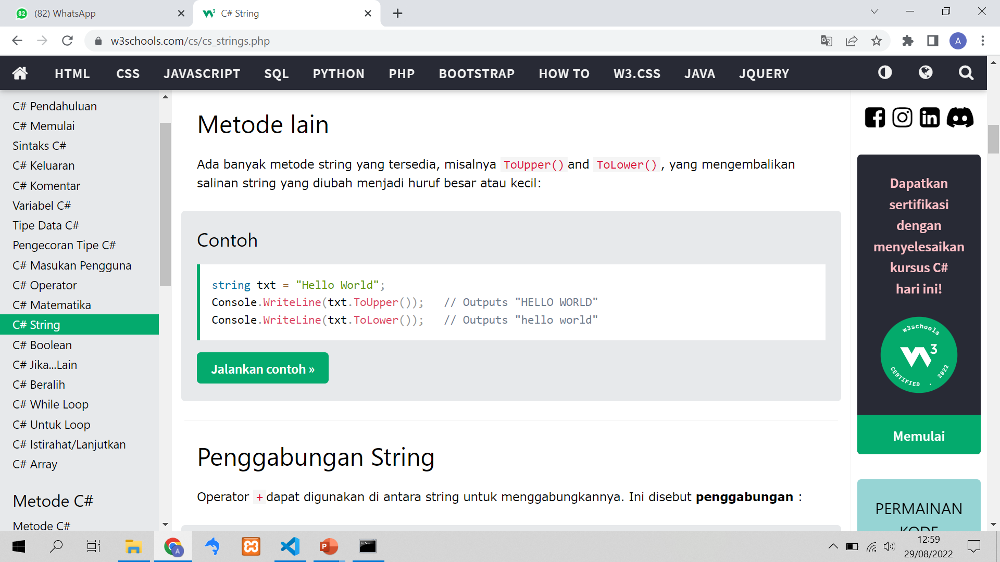 82
(82) WhatsApp
C# String
w3schools.com/cs/cs_strings.php
A
HTML CSS JAVASCRIPT SQL PYTHON PHP BOOTSTRAP HOW TO W3.CSS JAVA JQUERY
C# Pendahuluan
C# Memulai
Sintaks C#
C# Keluaran
C# Komentar
Variabel C#
Tipe Data C#
Pengecoran Tipe C#
C# Masukan Pengguna
C# Operator
C# Matematika
C# String
C# Boolean
C# Jika...Lain
C# Beralih
C# While Loop
C# Untuk Loop
C# Istirahat/Lanjutkan
C# Array
Metode C#
Metode C#
Metode lain
Ada banyak metode string yang tersedia, misalnya ToUpper() and ToLower() , yang mengembalikan
salinan string yang diubah menjadi huruf besar atau kecil:
Contoh
string txt = "Hello World";
Console.WriteLine(txt.ToUpper());   // Outputs "HELLO WORLD"
Console.WriteLine(txt.ToLower());   // Outputs "hello world"
Jalankan contoh »
Penggabungan String
Operator + dapat digunakan di antara string untuk menggabungkannya. Ini disebut penggabungan :
Dapatkan
sertifikasi
dengan
menyelesaikan
kursus C#
hari ini!
w3schools
3
CERTIFIED . 2022
Memulai
PERMAINAN
KODE
12:59
29/08/2022